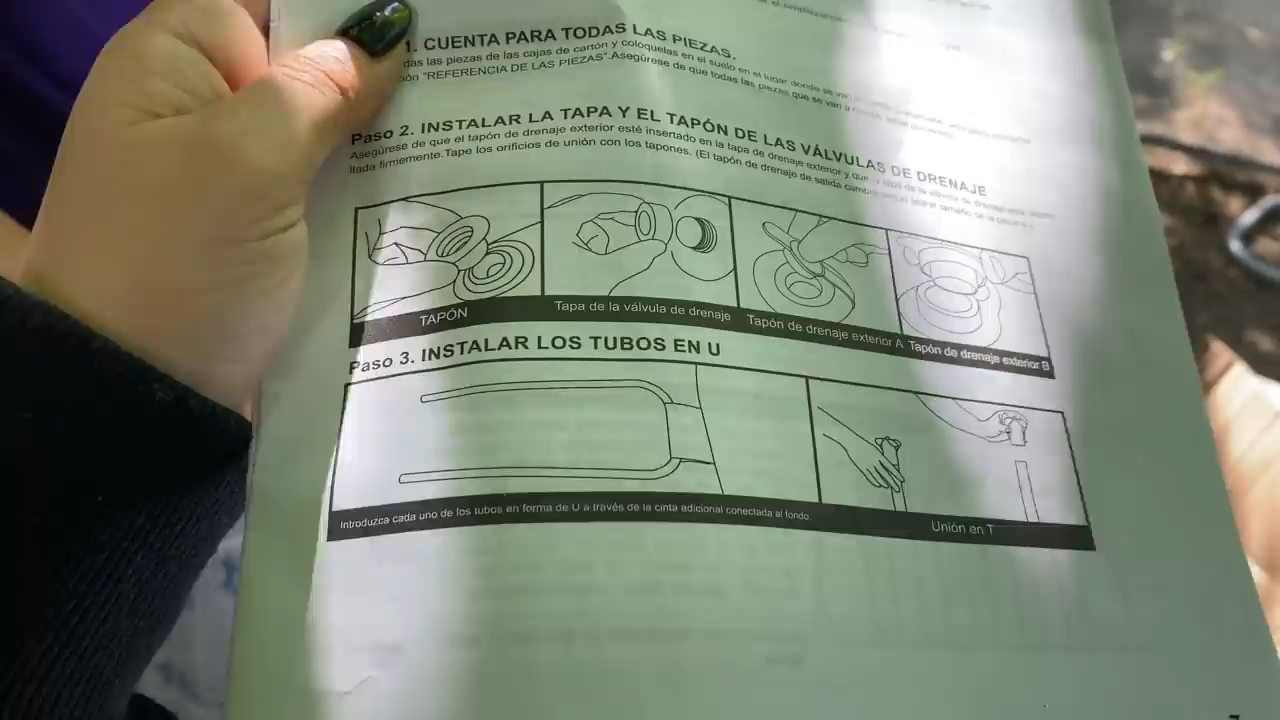 1. CUENTA PARA TODAS LAS PIEZAS.
das las piezas de las cajas de cartón y colóquelas en el suelo en el lugar donde se van
ión "REFERENCIA DE LAS PIEZAS".Asegúrese de que todas las piezas que se van a
Paso 2. INSTALAR LA TAPA Y EL TAPÓN DE LAS VÁLVULAS DE DRENAJE
Asegúrese de que el tapón de drenaje exterior esté insertado en la tapa de drenaje exterior y que
llada firmemente.Tape los orificios de unión con los tapones. (El tapón de drenaje de salida
TAPÓN
Tapa de la válvula de drenaje
Tapón de drenaje exterior A
Tapón de drenaje exterior B
Paso 3. INSTALAR LOS TUBOS EN U
Introduzca cada uno de los tubos en forma de U a través de la cinta adicional conectada al fondo.
Unión en T